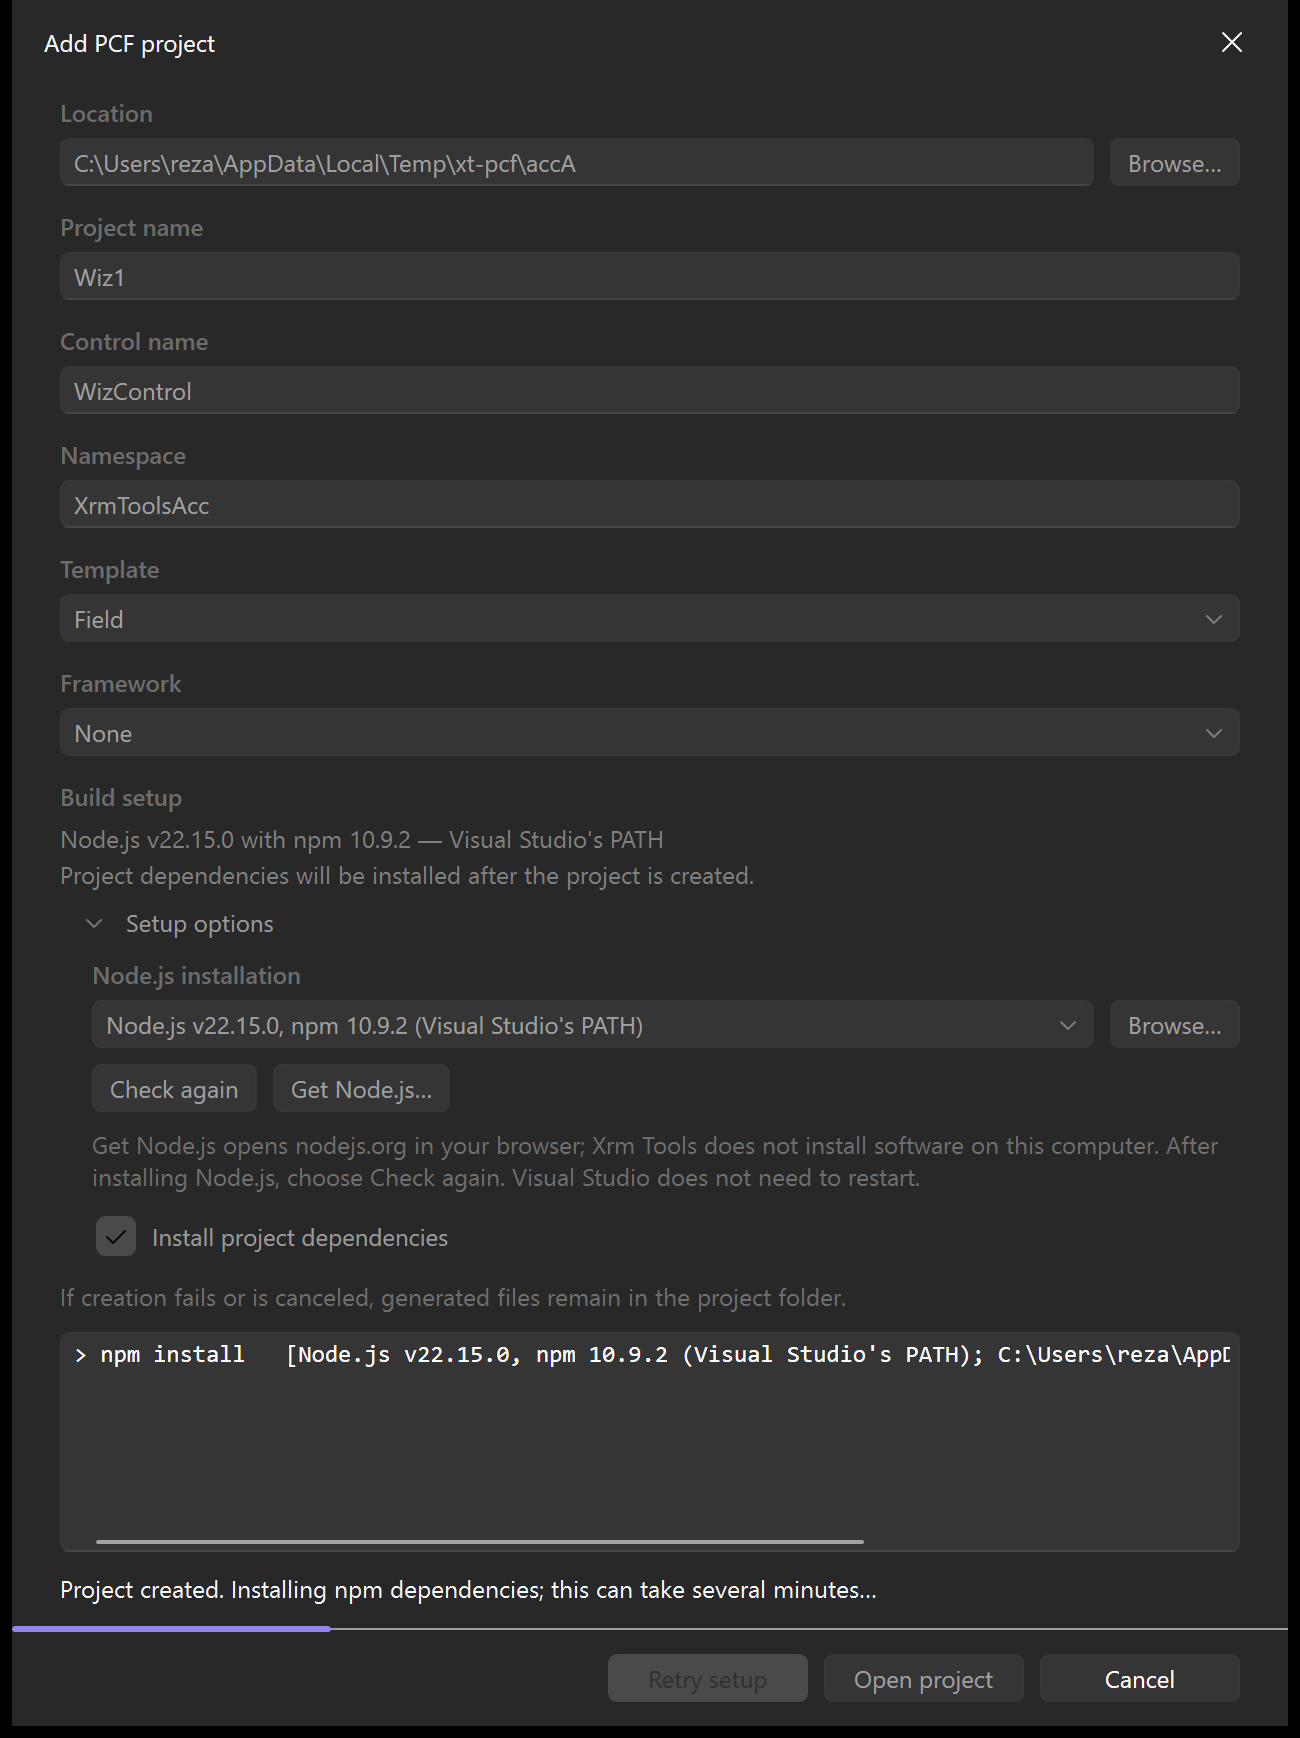 Add PCF project
Location
C:\Users\reza\AppData\Local\Temp\xt-pcf\accA
Browse...
Project name
Wiz1
Control name
WizControl
Namespace
XrmToolsAcc
Template
Field
Framework
None
Build setup
Node.js v22.15.0 with npm 10.9.2 — Visual Studio's PATH
Project dependencies will be installed after the project is created.
Setup options
Node.js installation
Node.js v22.15.0, npm 10.9.2 (Visual Studio's PATH)
Browse...
Check again
Get Node.js...
Get Node.js opens nodejs.org in your browser; Xrm Tools does not install software on this computer. After
installing Node.js, choose Check again. Visual Studio does not need to restart.
Install project dependencies
If creation fails or is canceled, generated files remain in the project folder.
> npm install   [Node.js v22.15.0, npm 10.9.2 (Visual Studio's PATH); C:\Users\reza\AppD
Project created. Installing npm dependencies; this can take several minutes...
Retry setup
Open project
Cancel